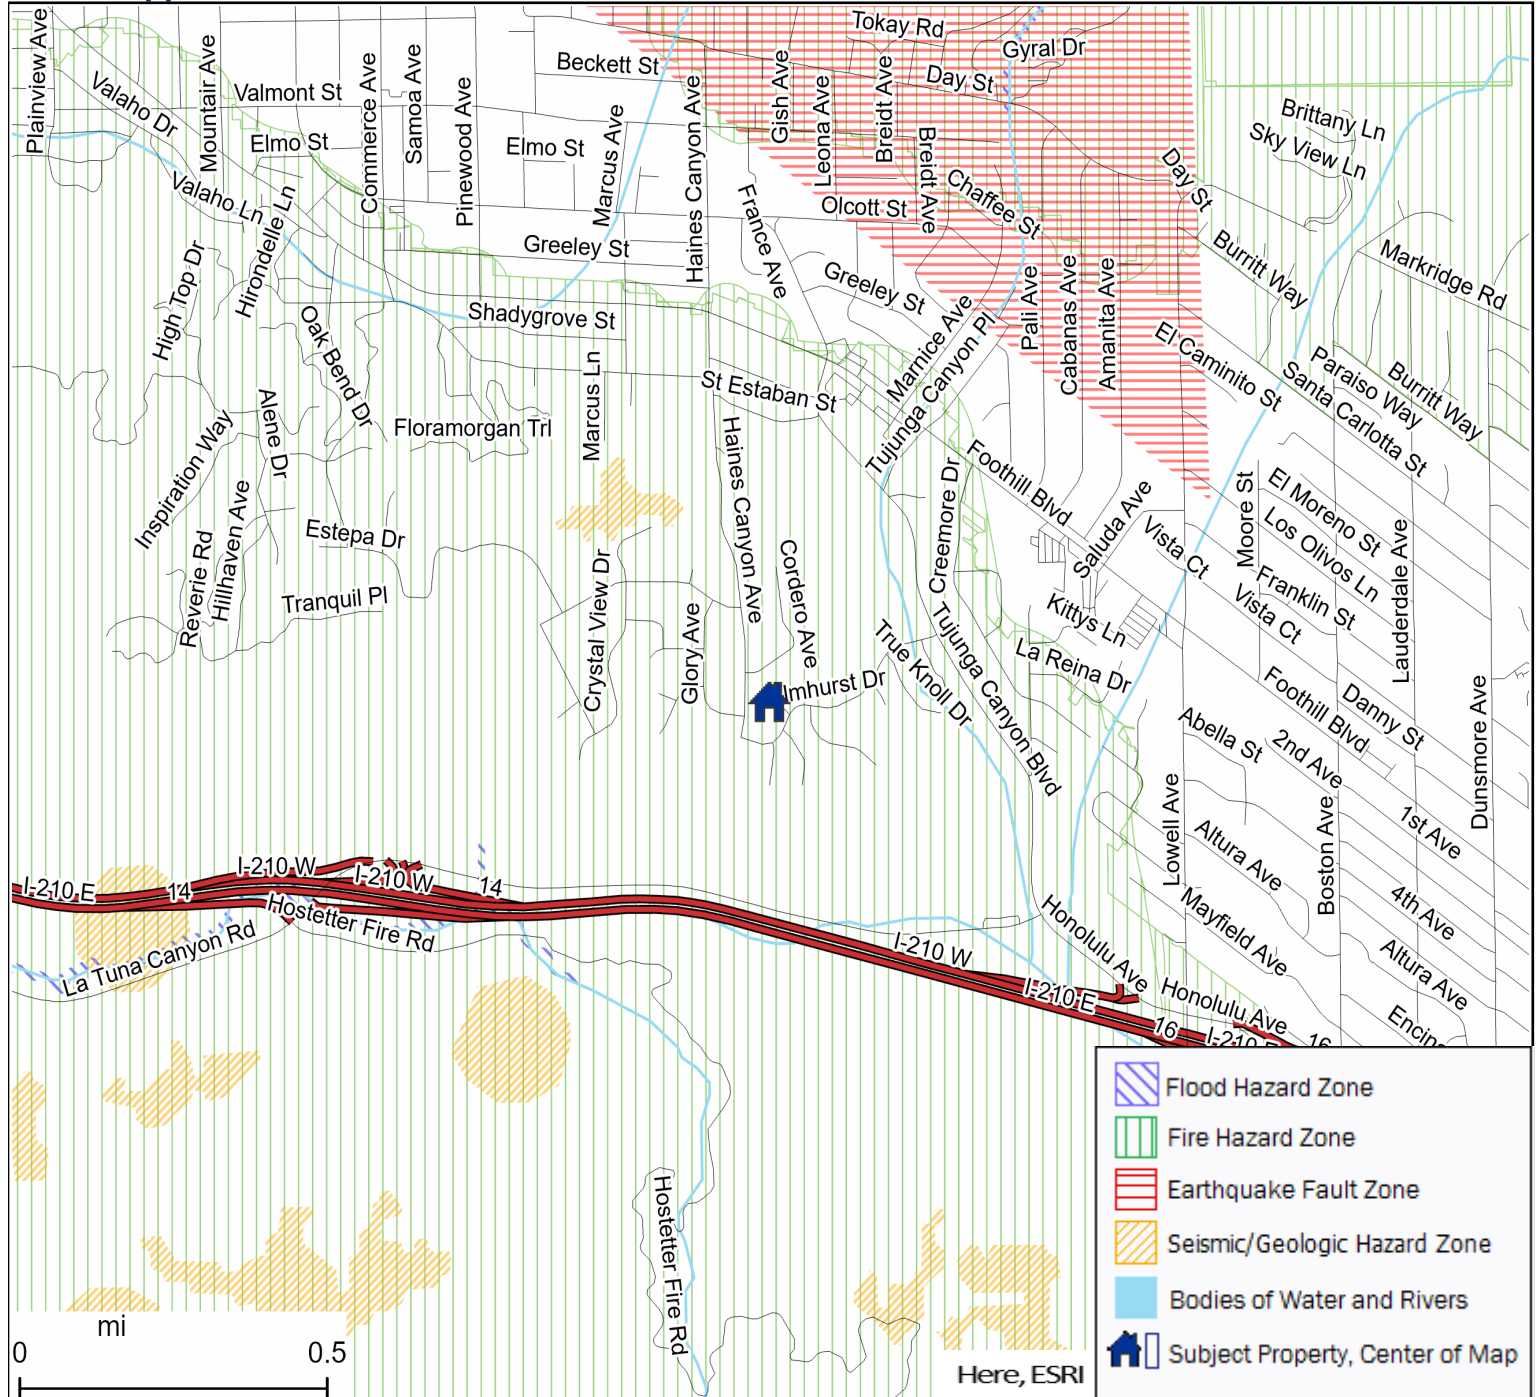 Tokay Rd
Gyral Dr
Beckett St
Day St
Plainview Ave
Valaho Dr
Mountain Ave
Valmont St
Commerce Ave
Samoa Ave
Pinewood Ave
Elmo St
Elmo St
Marcus Ave
Haines Canyon Ave
Gish Ave
Leona Ave
Breidt Ave
Breidt Ave
Brittany Ln
Sky View Ln
Day St
Valaho Ln
Hirondelle Ln
High Top Dr
Greeley St
France Ave
Olcott St
Chaffee St
Greeley St
Burritt Way
Markridge Rd
Oak Bend Dr
Shadygrove St
Marnice Ave
Tujunga Canyon Pl
Pali Ave
Cabanas Ave
Amanita Ave
El Caminito St
Santa Carlotta St
Paraiso Way
Burritt Way
St Estaban St
Marcus Ln
Floramorgan Trl
Alene Dr
Inspiration Way
Haines Canyon Ave
Creemore Dr
Foothill Blvd
Saluda Ave
Vista Ct
Moore St
El Moreno St
Los Olivos Ln
Lauderdale Ave
Franklin St
Vista Ct
Estepa Dr
Hillhaven Ave
Reverie Rd
Tranquil Pl
Crystal View Dr
Glory Ave
Cordero Ave
Imhurst Dr
True Knoll Dr
Tujunga Canyon Blvd
Kittys Ln
La Reina Dr
Foothill Blvd
Danny St
Abella St
2nd Ave
1st Ave
Dunsmore Ave
Lowell Ave
Altura Ave
Boston Ave
4th Ave
Mayfield Ave
Altura Ave
Honolulu Ave
Honolulu Ave
Encino
I-210 E
14
I-210 W
I-210 W
14
Hostetter Fire Rd
La Tuna Canyon Rd
I-210 W
I-210 E
16
I-210 E
16
Hostetter Fire Rd
Flood Hazard Zone
Fire Hazard Zone
Earthquake Fault Zone
Seismic/Geologic Hazard Zone
Bodies of Water and Rivers
Subject Property, Center of Map
mi
0 0.5
Here, ESRI